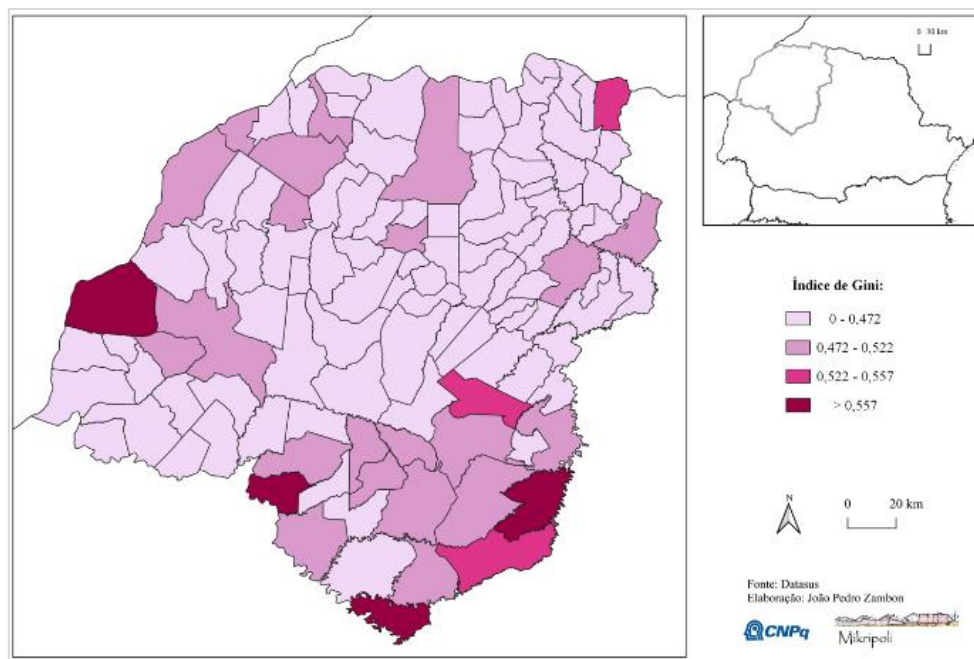 0 30 km
Índice de Gini:
0 - 0,472
0,472 - 0,522
0,522 - 0,557
> 0,557
N
0 20 km
Fonte: Datasus
Elaboração: João Pedro Zambon
CNPq
Mikripoli